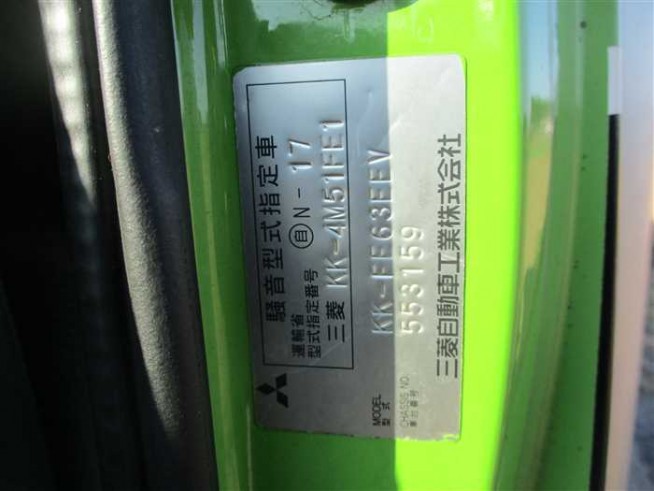 騒音型式指定車
運輸省
型式指定番号 自 N - 17
三菱 KK-4M51FE1
MODEL
型式 KK-FE63EEV
CHASSIS NO.
車台番号 553159
三菱自動車工業株式会社